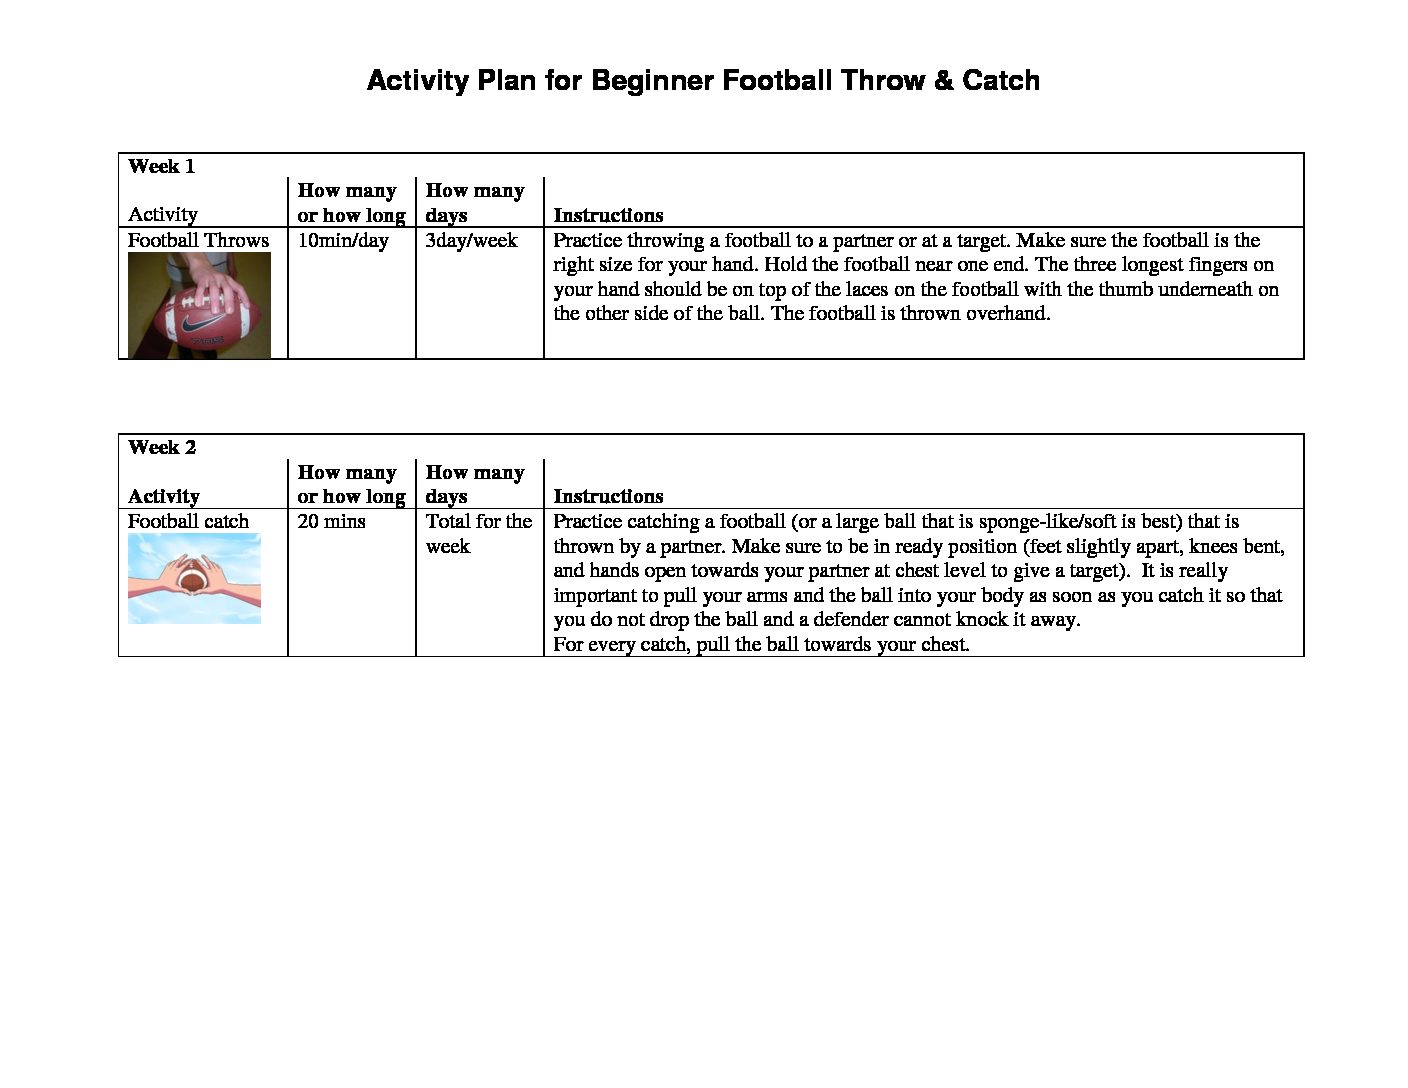 Activity Plan for Beginner Football Throw & Catch
Week 1
Activity
How many
or how long
How many
days
Instructions
Football Throws
10min/day
3day/week
Practice throwing a football to a partner or at a target. Make sure the football is the
right size for your hand. Hold the football near one end. The three longest fingers on
your hand should be on top of the laces on the football with the thumb underneath on
the other side of the ball. The football is thrown overhand.
Week 2
Activity
How many
or how long
How many
days
Instructions
Football catch
20 mins
Total for the
week
Practice catching a football (or a large ball that is sponge-like/soft is best) that is
thrown by a partner. Make sure to be in ready position (feet slightly apart, knees bent,
and hands open towards your partner at chest level to give a target).  It is really
important to pull your arms and the ball into your body as soon as you catch it so that
you do not drop the ball and a defender cannot knock it away.
For every catch, pull the ball towards your chest.